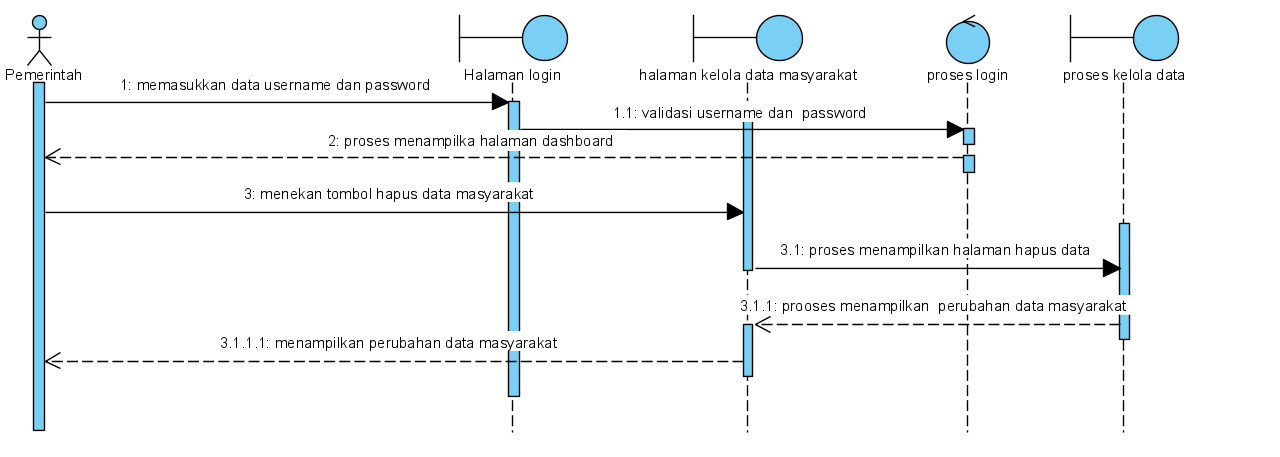 Pemerintah
Halaman login
halaman kelola data masyarakat
proses login
proses kelola data
1: memasukkan data username dan password
1.1: validasi username dan  password
2: proses menampilka halaman dashboard
3: menekan tombol hapus data masyarakat
3.1: proses menampilkan halaman hapus data
3.1.1: prooses menampilkan  perubahan data masyarakat
3.1.1.1: menampilkan perubahan data masyarakat